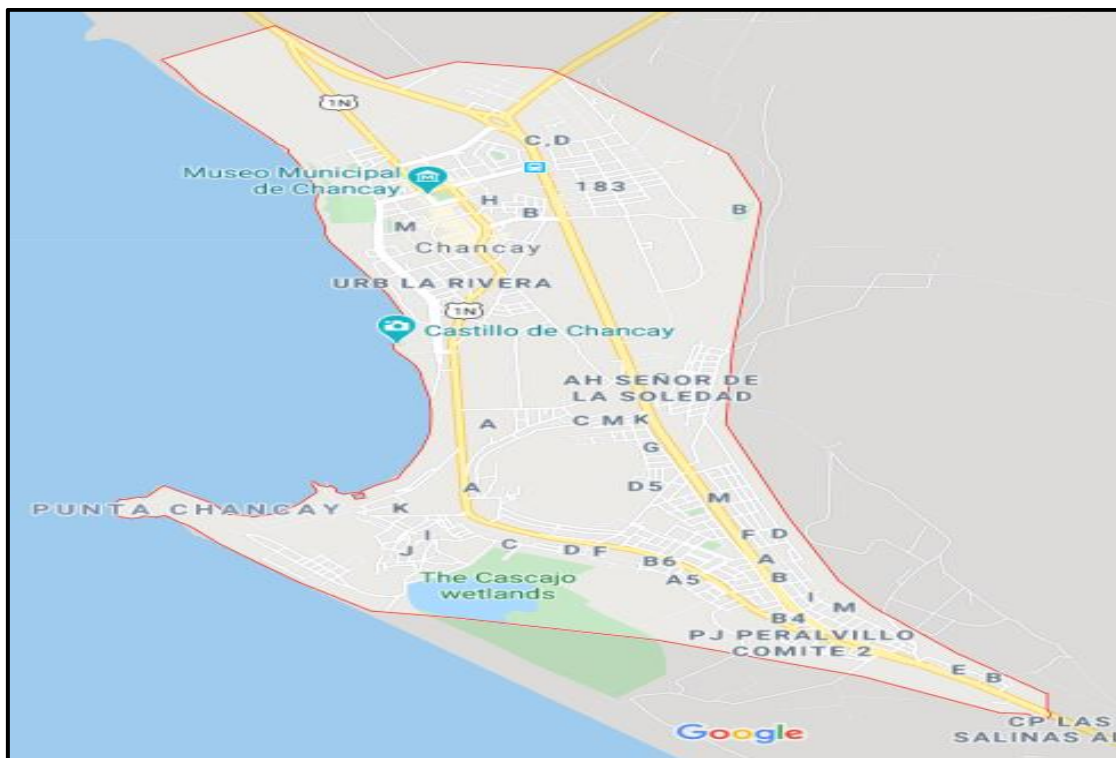 1N
C,D
Museo Municipal
de Chancay
183
H
B
B
M
Chancay
URB LA RIVERA
1N
Castillo de Chancay
AH SEÑOR DE
LA SOLEDAD
A
C M K
G
A
D5
M
PUNTA CHANCAY
K
I
J
C
D F
F D
B6
A
A5
B
The Cascajo
wetlands
I
M
B4
PJ PERALVILLO
COMITE 2
E
B
Google
CP LAS
SALINAS